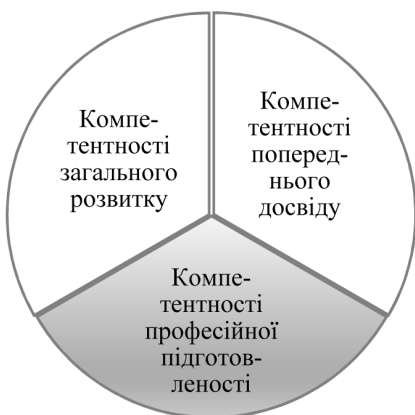 Компе-
тентності
загального
розвитку
Компе-
тентності
поперед-
нього
досвіду
Компе-
тентності
професійної
підготов-
леності